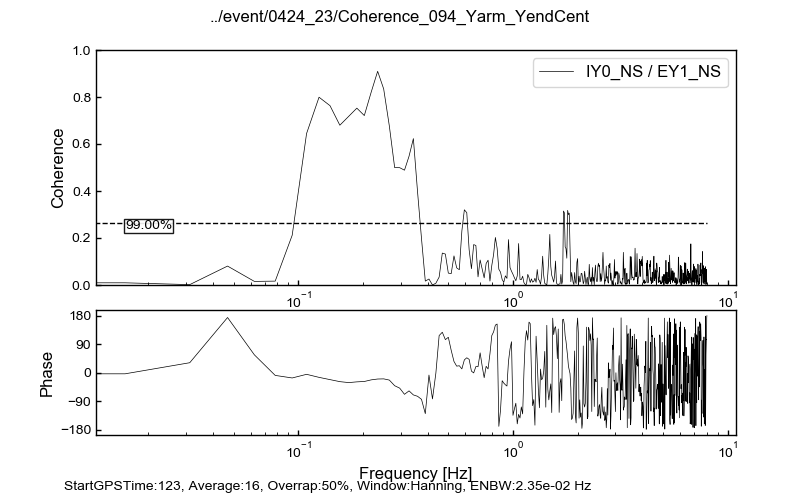 ../event/0424_23/Coherence_094_Yarm_YendCent
1.0
IY0_NS / EY1_NS
0.8
0.6
Coherence
0.4
99.00%
0.2
0.0
10⁻¹ 10⁰ 10¹
180
90
Phase
0
−90
−180
10⁻¹ 10⁰ 10¹
Frequency [Hz]
StartGPSTime:123, Average:16, Overrap:50%, Window:Hanning, ENBW:2.35e-02 Hz